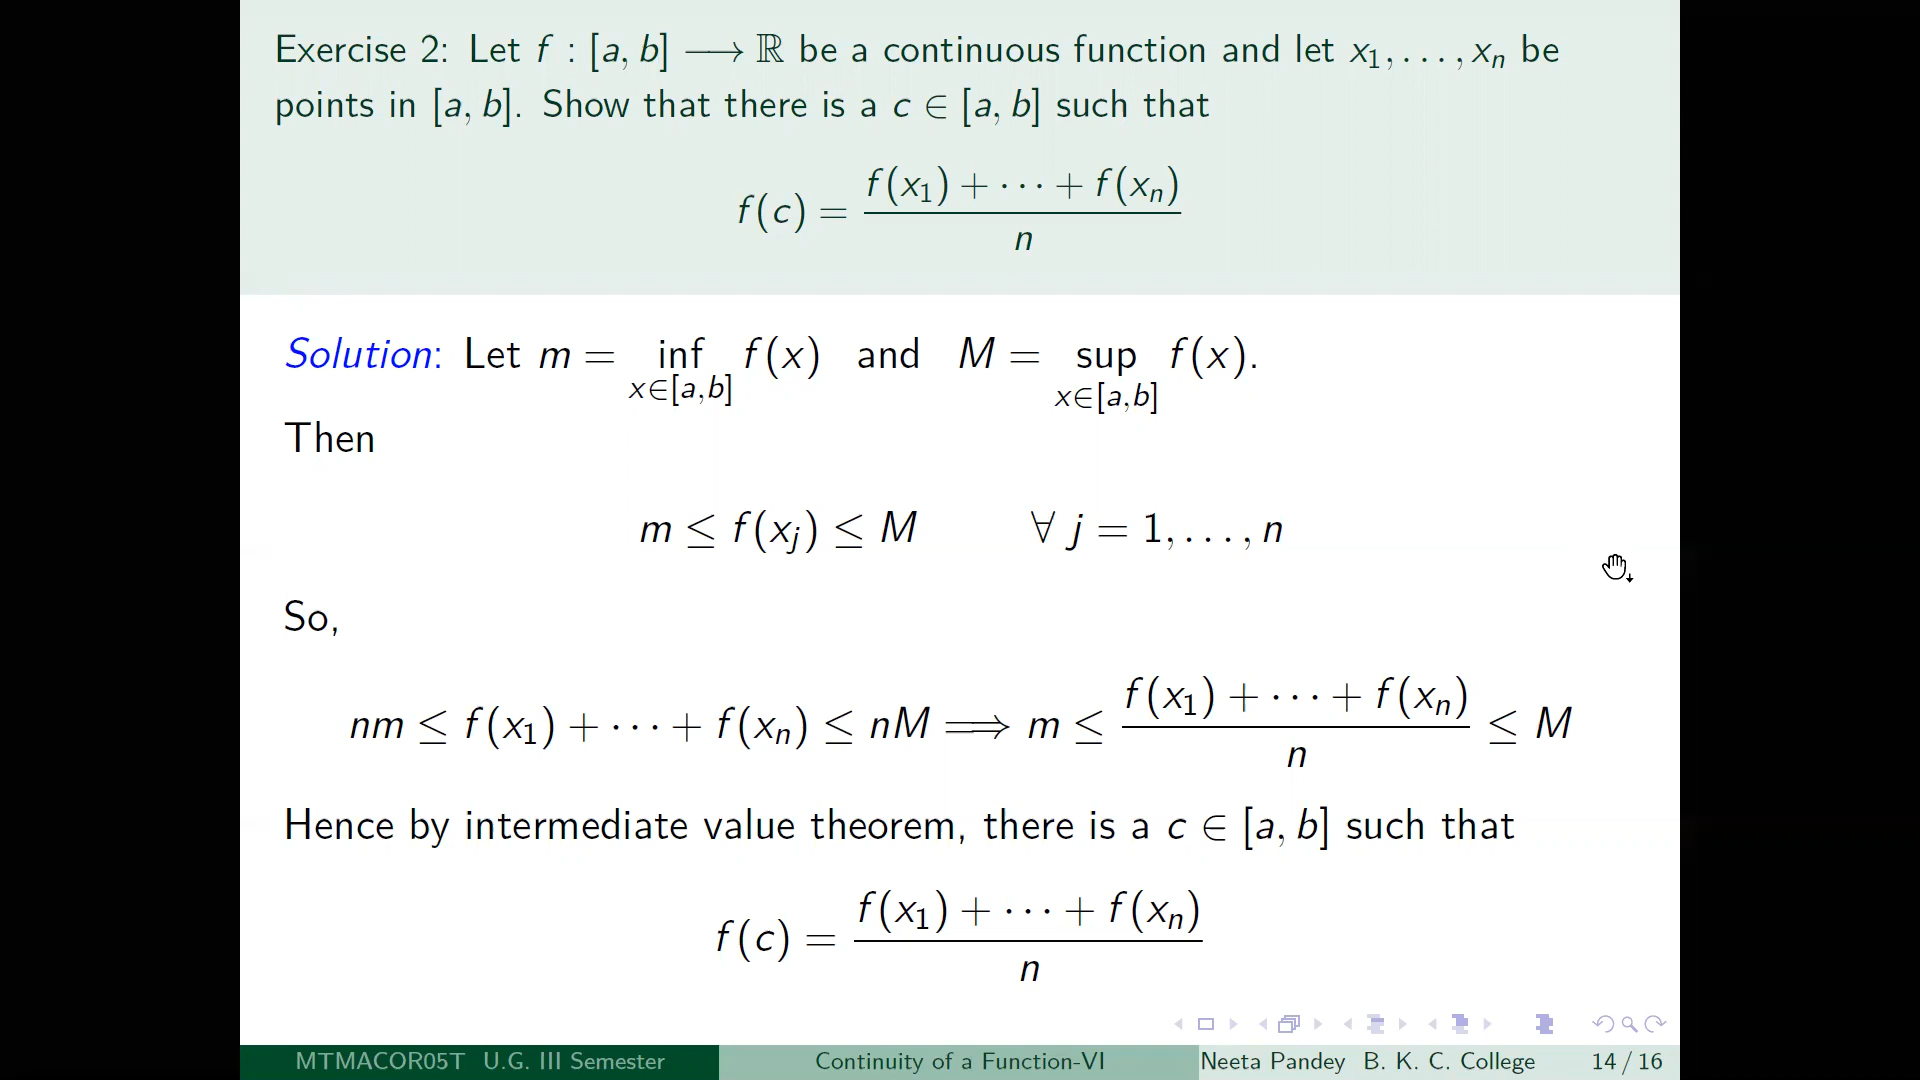 Exercise 2: Let f : [a, b] ⟶ ℝ be a continuous function and let x₁, . . . , xₙ be
points in [a, b]. Show that there is a c ∈ [a, b] such that
f(c) = \frac{f(x₁) + · · · + f(xₙ)}{n}
Solution: Let m = inf_{x∈[a,b]} f(x) and M = sup_{x∈[a,b]} f(x).
Then
m ≤ f(xⱼ) ≤ M ∀ j = 1, . . . , n
So,
nm ≤ f(x₁) + · · · + f(xₙ) ≤ nM ⟹ m ≤ \frac{f(x₁) + · · · + f(xₙ)}{n} ≤ M
Hence by intermediate value theorem, there is a c ∈ [a, b] such that
f(c) = \frac{f(x₁) + · · · + f(xₙ)}{n}
MTMACOR05T U.G. III Semester Continuity of a Function-VI Neeta Pandey B. K. C. College 14 / 16